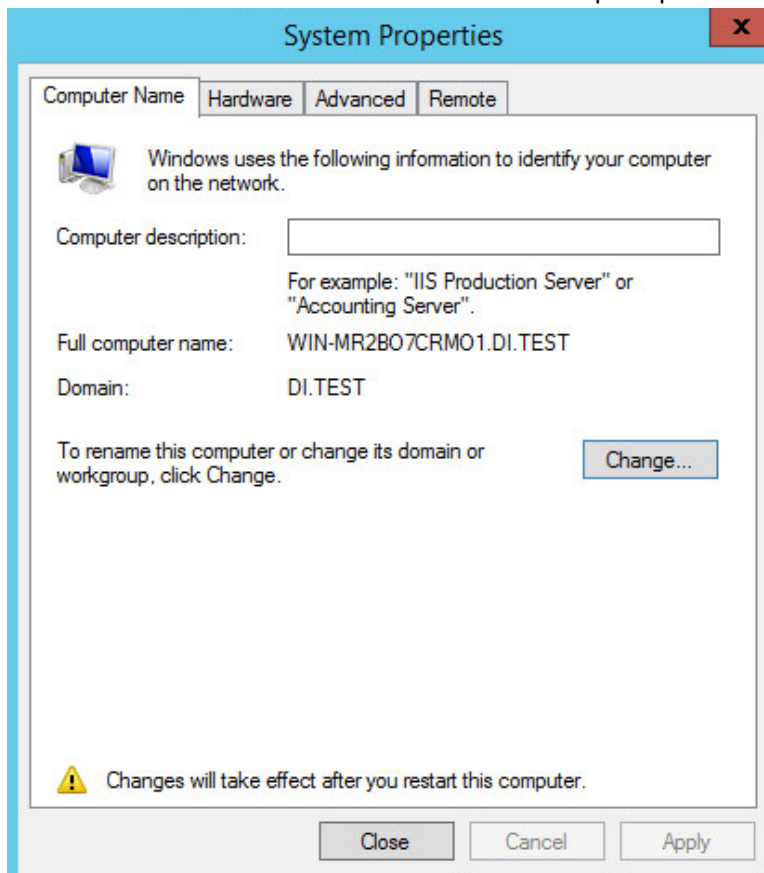 System Properties
x
Computer Name Hardware Advanced Remote
Windows uses the following information to identify your computer
on the network.
Computer description:
For example: "IIS Production Server" or
"Accounting Server".
Full computer name: WIN-MR2BO7CRMO1.DI.TEST
Domain: DI.TEST
To rename this computer or change its domain or
workgroup, click Change.
Change...
Changes will take effect after you restart this computer.
Close Cancel Apply